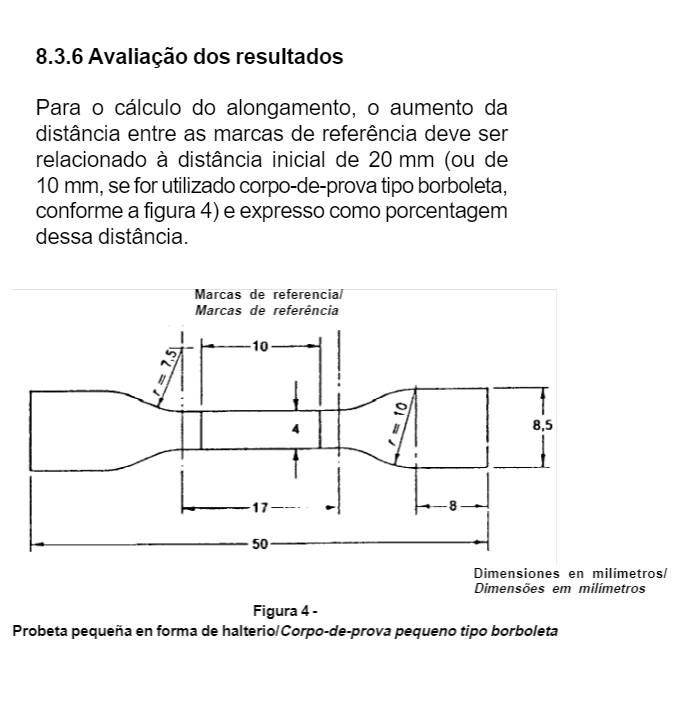 8.3.6 Avaliação dos resultados
Para o cálculo do alongamento, o aumento da
distância entre as marcas de referência deve ser
relacionado à distância inicial de 20 mm (ou de
10 mm, se for utilizado corpo-de-prova tipo borboleta,
conforme a figura 4) e expresso como porcentagem
dessa distância.
Marcas de referencia/
Marcas de referência
10
r = 7.5
4
r = 10
8,5
17
8
50
Dimensiones en milímetros/
Dimensões em milímetros
Figura 4 -
Probeta pequeña en forma de halterio/Corpo-de-prova pequeno tipo borboleta